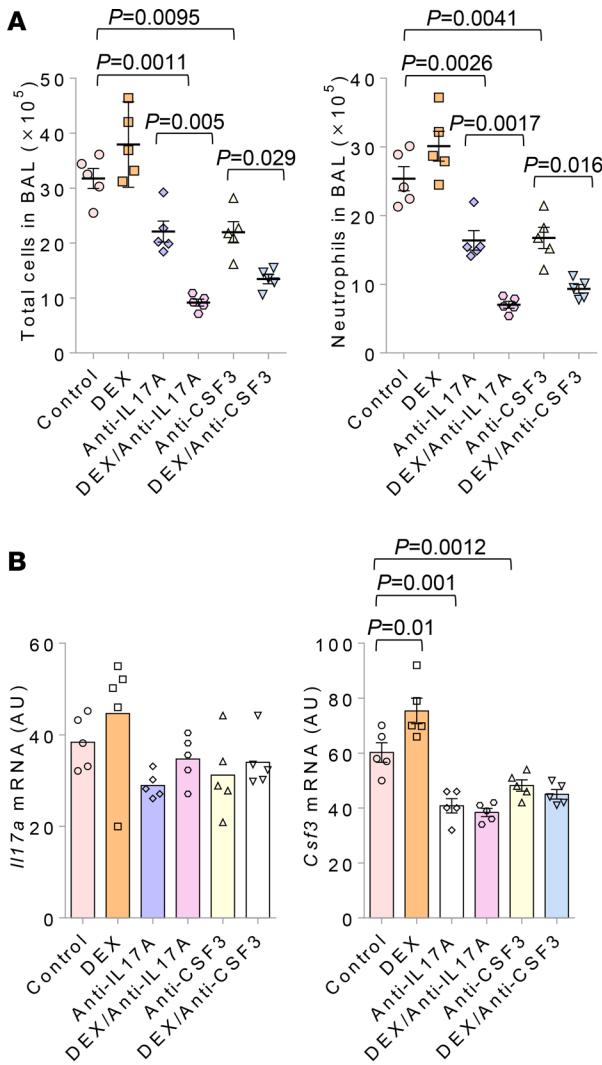 A
P=0.0095
P=0.0011
P=0.005
P=0.029
Total cells in BAL (×10⁵)
50
40
30
20
10
0
Control
DEX
Anti-IL17A
DEX/Anti-IL17A
Anti-CSF3
DEX/Anti-CSF3
P=0.0041
P=0.0026
P=0.0017
P=0.016
Neutrophils in BAL (×10⁵)
40
30
20
10
0
Control
DEX
Anti-IL17A
DEX/Anti-IL17A
Anti-CSF3
DEX/Anti-CSF3
B
Il17a mRNA (AU)
60
40
20
0
Control
DEX
Anti-IL17A
DEX/Anti-IL17A
Anti-CSF3
DEX/Anti-CSF3
P=0.0012
P=0.001
P=0.01
Csf3 mRNA (AU)
100
80
60
40
20
0
Control
DEX
Anti-IL17A
DEX/Anti-IL17A
Anti-CSF3
DEX/Anti-CSF3